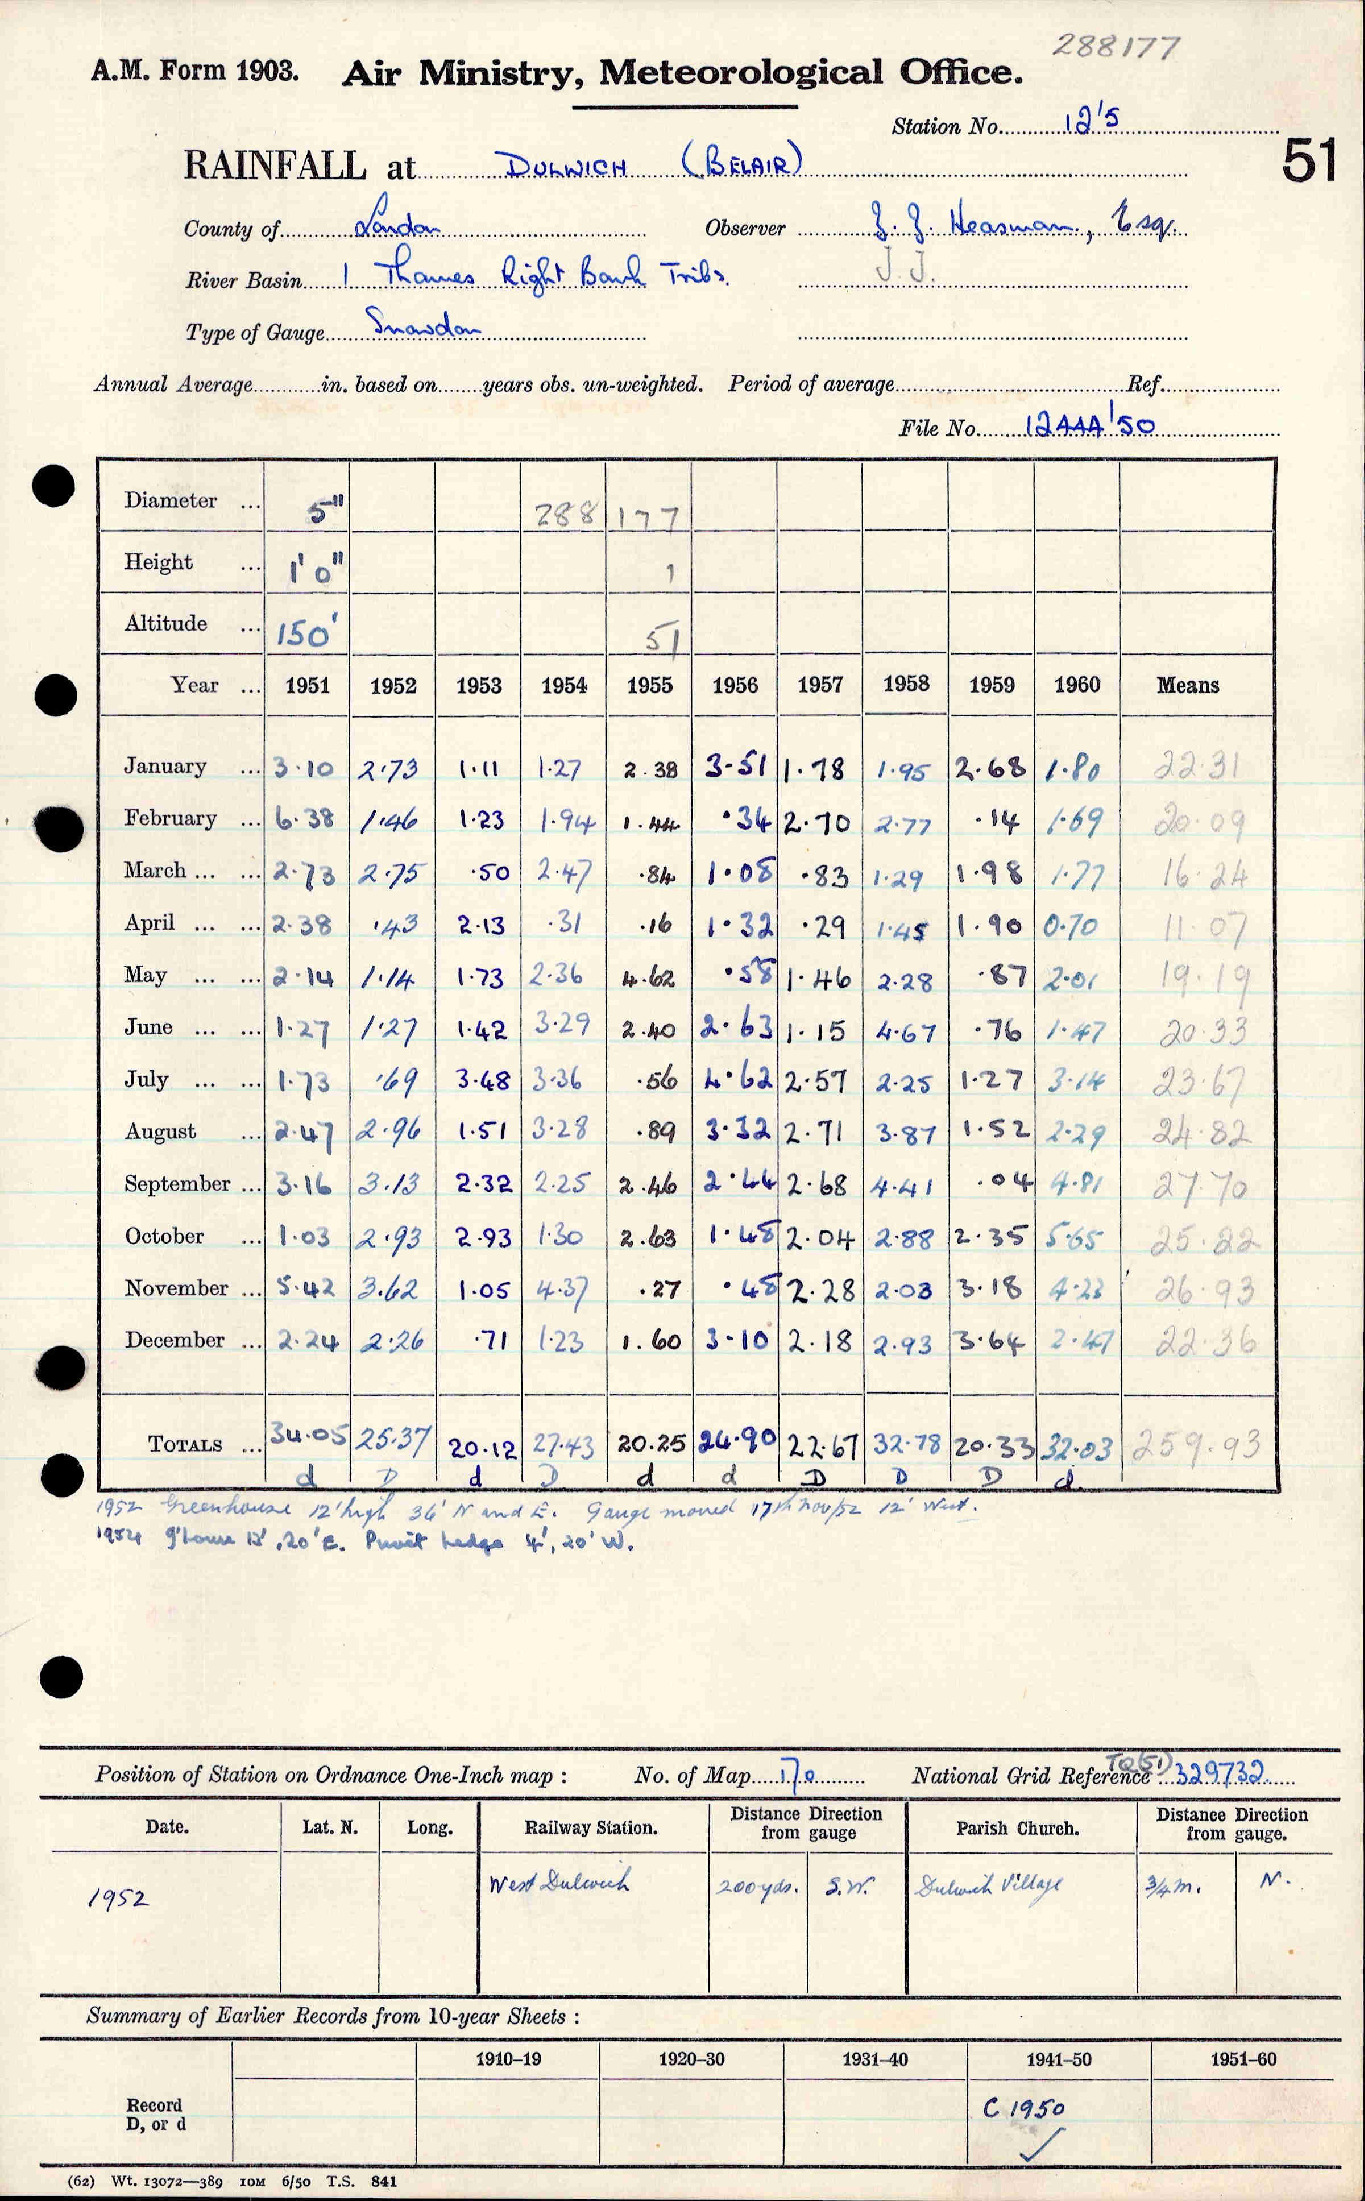 288177
A.M. Form 1903. Air Ministry, Meteorological Office.
Station No. 12'5
51
RAINFALL at DULWICH (BELAIR)
County of London Observer J. J. Heasman, Esq.
River Basin 1 Thames Right Bank Tribs. J.J.
Type of Gauge Snowdon
Annual Average in. based on years obs. un-weighted. Period of average Ref.
File No. 12AAA'50
Diameter ... 5" 288 177
Height ... 1' 0" 1
Altitude ... 150' 51
Year ... 1951 1952 1953 1954 1955 1956 1957 1958 1959 1960 Means
January ... 3.10 2.73 1.11 1.27 2.38 3.51 1.78 1.95 2.68 1.80 22.31
February ... 6.38 1.46 1.23 1.94 1.44 .34 2.70 2.77 .14 1.69 20.09
March ... ... 2.73 2.75 .50 2.47 .84 1.08 .83 1.29 1.98 1.77 16.24
April ... ... 2.38 .43 2.13 .31 .16 1.32 .29 1.45 1.90 0.70 11.07
May ... ... 2.14 1.14 1.73 2.36 4.62 .58 1.46 2.28 .87 2.01 19.19
June ... ... 1.27 1.27 1.42 3.29 2.40 2.63 1.15 4.67 .76 1.47 20.33
July ... ... 1.73 .69 3.48 3.36 .56 4.62 2.57 2.25 1.27 3.14 23.67
August ... 2.47 2.96 1.51 3.28 .89 3.32 2.71 3.87 1.52 2.29 24.82
September ... 3.16 3.13 2.32 2.25 2.46 2.44 2.68 4.41 .04 4.81 27.70
October ... 1.03 2.93 2.93 1.30 2.63 1.48 2.04 2.88 2.35 5.65 25.22
November ... 5.42 3.62 1.05 4.37 .27 .48 2.28 2.03 3.18 4.23 26.93
December ... 2.24 2.26 .71 1.23 1.60 3.10 2.18 2.93 3.64 2.47 22.36
TOTALS ... 34.05 25.37 20.12 27.43 20.25 24.90 22.67 32.78 20.33 32.03 259.93
d D d D d d D D D d
1952 Greenhouse 12' high 36' N and E. Gauge moved 17th Nov/52 12' West.
1954 g'house 12', 20' E. Privet hedge 4', 20' W.
Position of Station on Ordnance One-Inch map : No. of Map 170 National Grid Reference TQ(51) 329732
Date. Lat. N. Long. Railway Station. Distance Direction from gauge Parish Church. Distance Direction from gauge.
1952 West Dulwich 200 yds. S.W. Dulwich Village 3/4 m. N.
Summary of Earlier Records from 10-year Sheets :
1910–19 1920–30 1931–40 1941–50 1951–60
Record D, or d C 1950
✓
(62) Wt. 13072—389 10M 6/50 T.S. 841